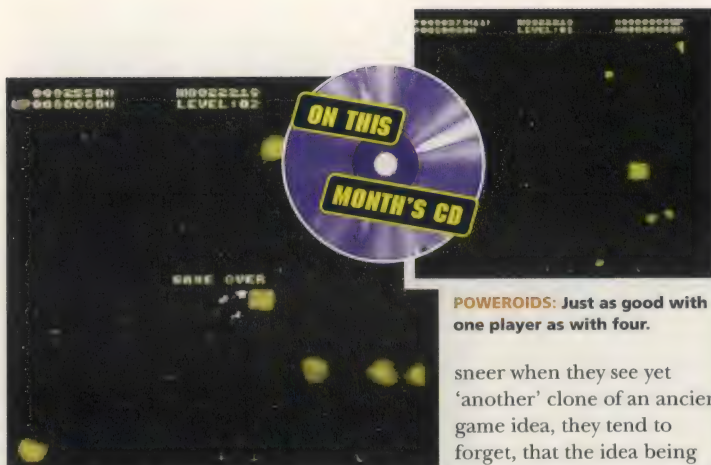 LEVEL:02
ON THIS
MONTH'S CD
GAME OVER
LEVEL:02
POWEROIDS: Just as good with
one player as with four.
sneer when they see yet
'another' clone of an ancient
game idea, they tend to
forget, that the idea being